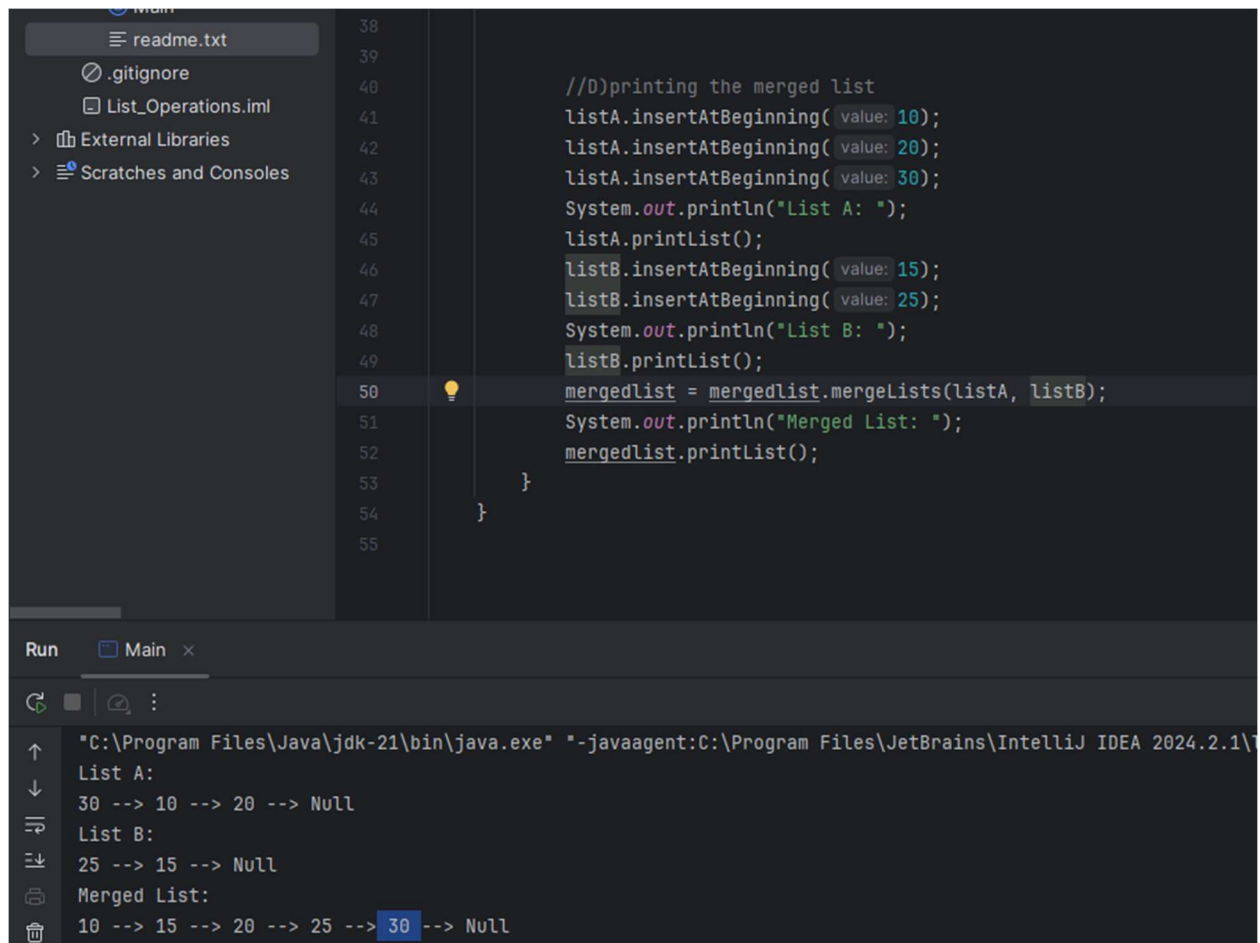 Main
readme.txt
.gitignore
List_Operations.iml
External Libraries
Scratches and Consoles
38
39
40 //D)printing the merged list
41 listA.insertAtBeginning( value: 10);
42 listA.insertAtBeginning( value: 20);
43 listA.insertAtBeginning( value: 30);
44 System.out.println("List A: ");
45 listA.printList();
46 listB.insertAtBeginning( value: 15);
47 listB.insertAtBeginning( value: 25);
48 System.out.println("List B: ");
49 listB.printList();
50 mergedlist = mergedlist.mergeLists(listA, listB);
51 System.out.println("Merged List: ");
52 mergedlist.printList();
53 }
54 }
55
Run Main
"C:\Program Files\Java\jdk-21\bin\java.exe" "-javaagent:C:\Program Files\JetBrains\IntelliJ IDEA 2024.2.1\
List A:
30 --> 10 --> 20 --> Null
List B:
25 --> 15 --> Null
Merged List:
10 --> 15 --> 20 --> 25 --> 30 --> Null